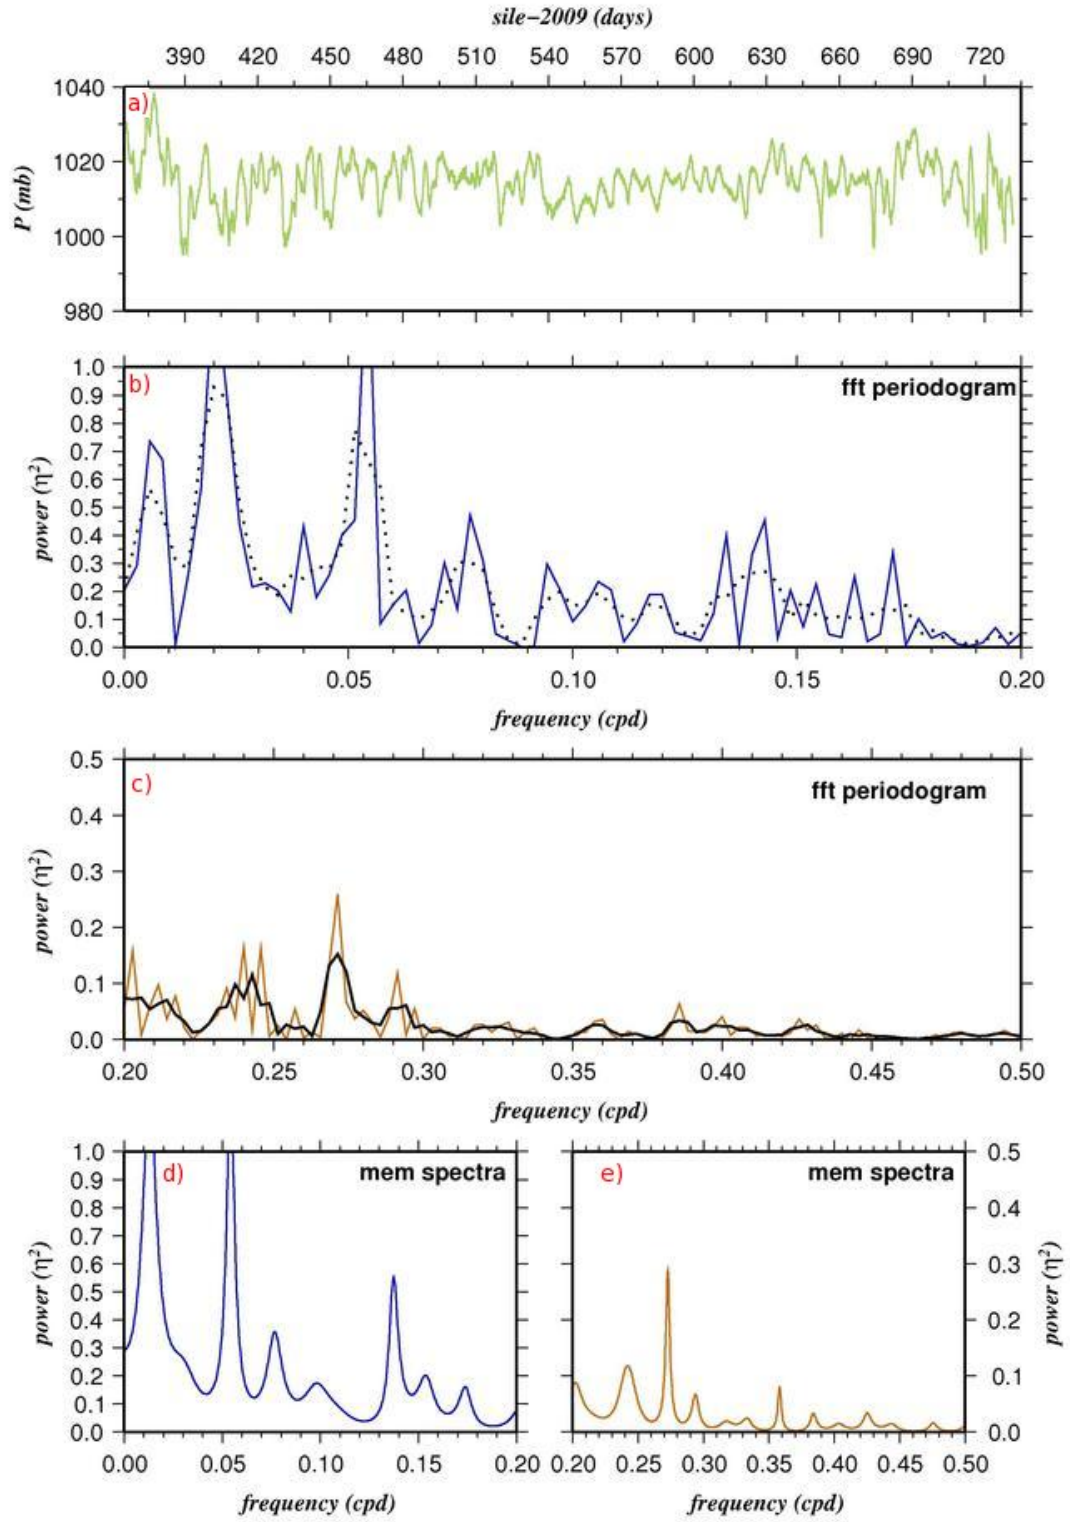 sile−2009 (days)
390 420 450 480 510 540 570 600 630 660 690 720
a)
1040
1020
1000
980
P (mb)
b)
fft periodogram
1.0
0.9
0.8
0.7
0.6
0.5
0.4
0.3
0.2
0.1
0.0
power (η²)
0.00 0.05 0.10 0.15 0.20
frequency (cpd)
c)
fft periodogram
0.5
0.4
0.3
0.2
0.1
0.0
power (η²)
0.20 0.25 0.30 0.35 0.40 0.45 0.50
frequency (cpd)
d)
mem spectra
1.0
0.9
0.8
0.7
0.6
0.5
0.4
0.3
0.2
0.1
0.0
power (η²)
0.00 0.05 0.10 0.15 0.20
frequency (cpd)
e)
mem spectra
0.5
0.4
0.3
0.2
0.1
0.0
power (η²)
0.20 0.25 0.30 0.35 0.40 0.45 0.50
frequency (cpd)